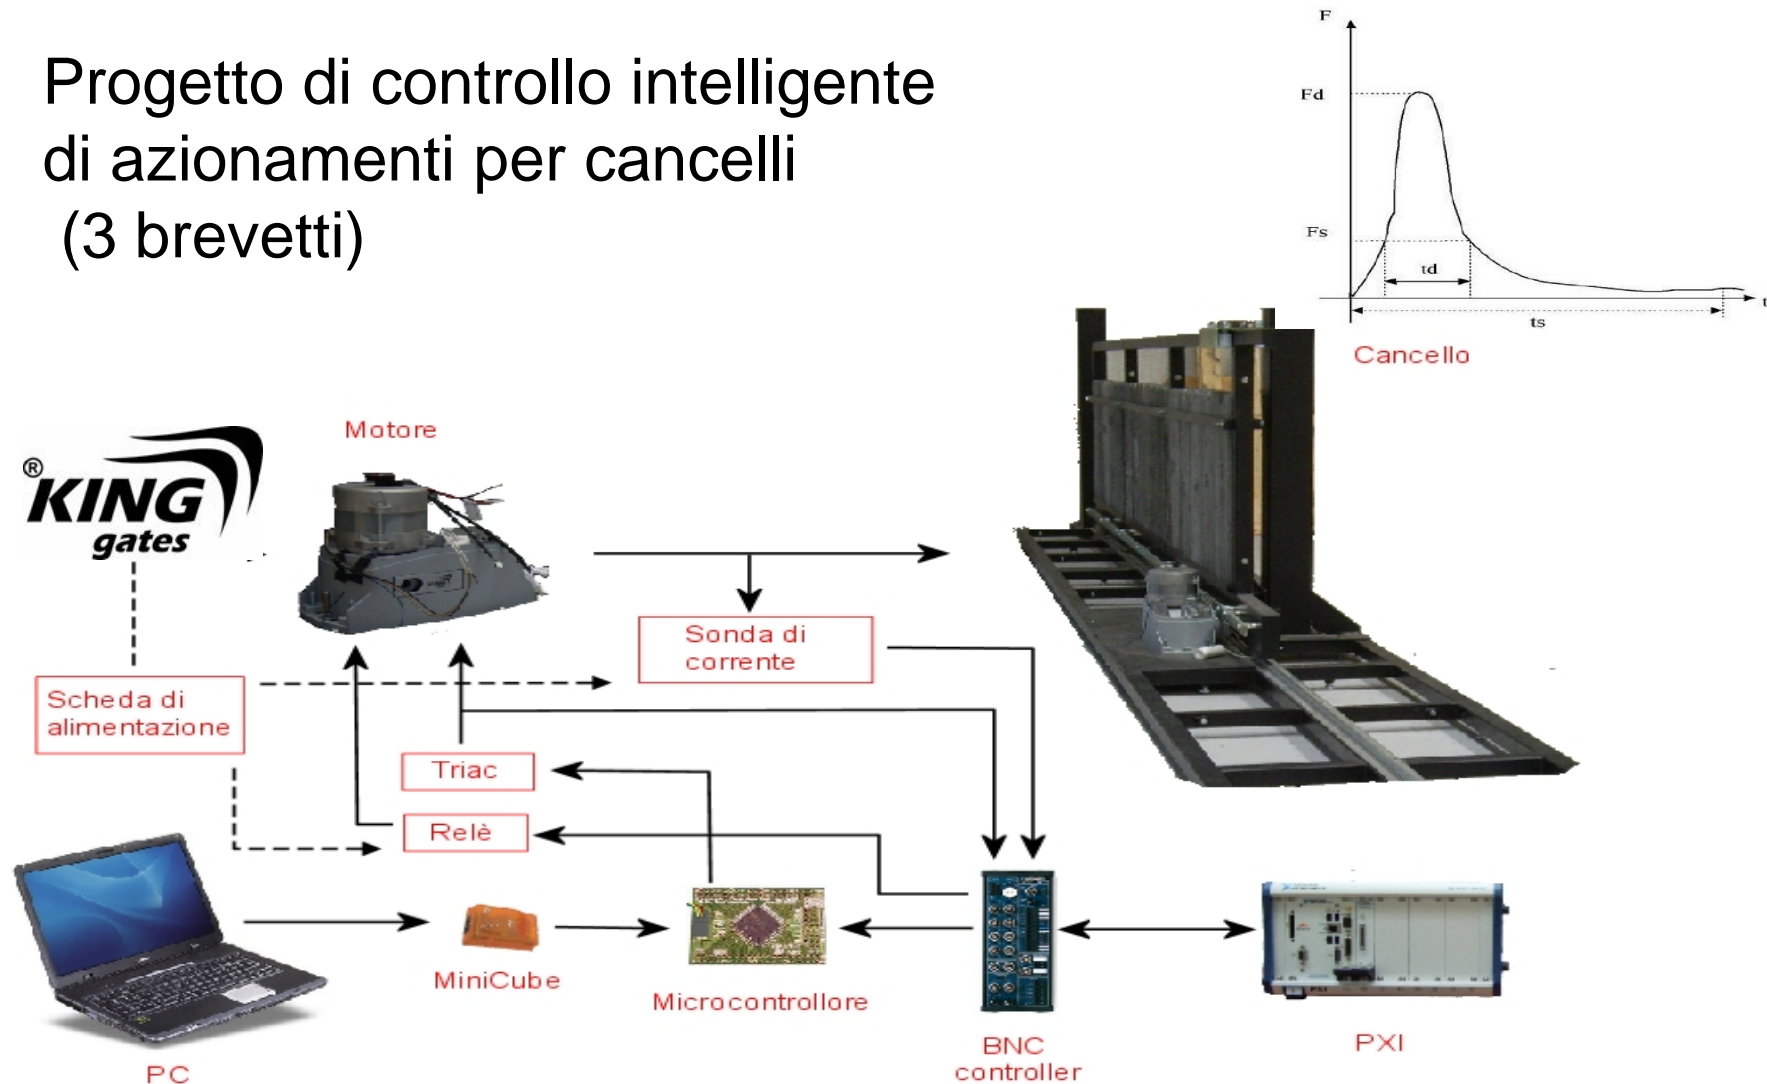 Progetto di controllo intelligente
di azionamenti per cancelli
(3 brevetti)
F
Fd
Fs
td
t
ts
Cancello
Motore
®
KING
gates
Sonda di
corrente
Scheda di
alimentazione
Triac
Relè
MiniCube
Microcontrollore
PC
BNC
controller
PXI
PXI